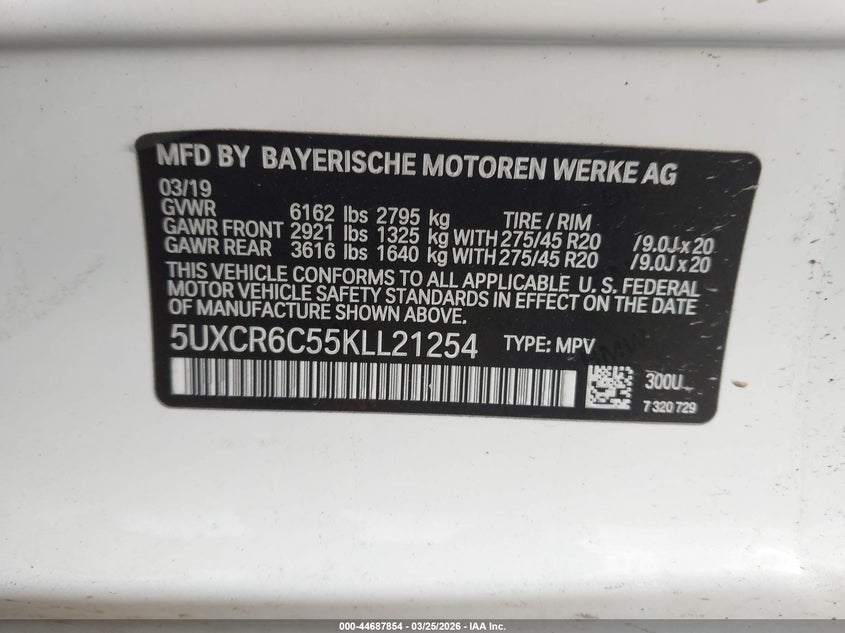 MFD BY BAYERISCHE MOTOREN WERKE AG
03/19
GVWR 6162 lbs 2795 kg TIRE / RIM
GAWR FRONT 2921 lbs 1325 kg WITH 275/45 R20 /9.0J x 20
GAWR REAR 3616 lbs 1640 kg WITH 275/45 R20 /9.0J x 20
THIS VEHICLE CONFORMS TO ALL APPLICABLE U. S. FEDERAL
MOTOR VEHICLE SAFETY STANDARDS IN EFFECT ON THE DATE
OF MANUFACTURE SHOWN ABOVE.
5UXCR6C55KLL21254 TYPE: MPV
300U
7 320 729
000-44687854 / 03/25/2026 - IAA Inc.